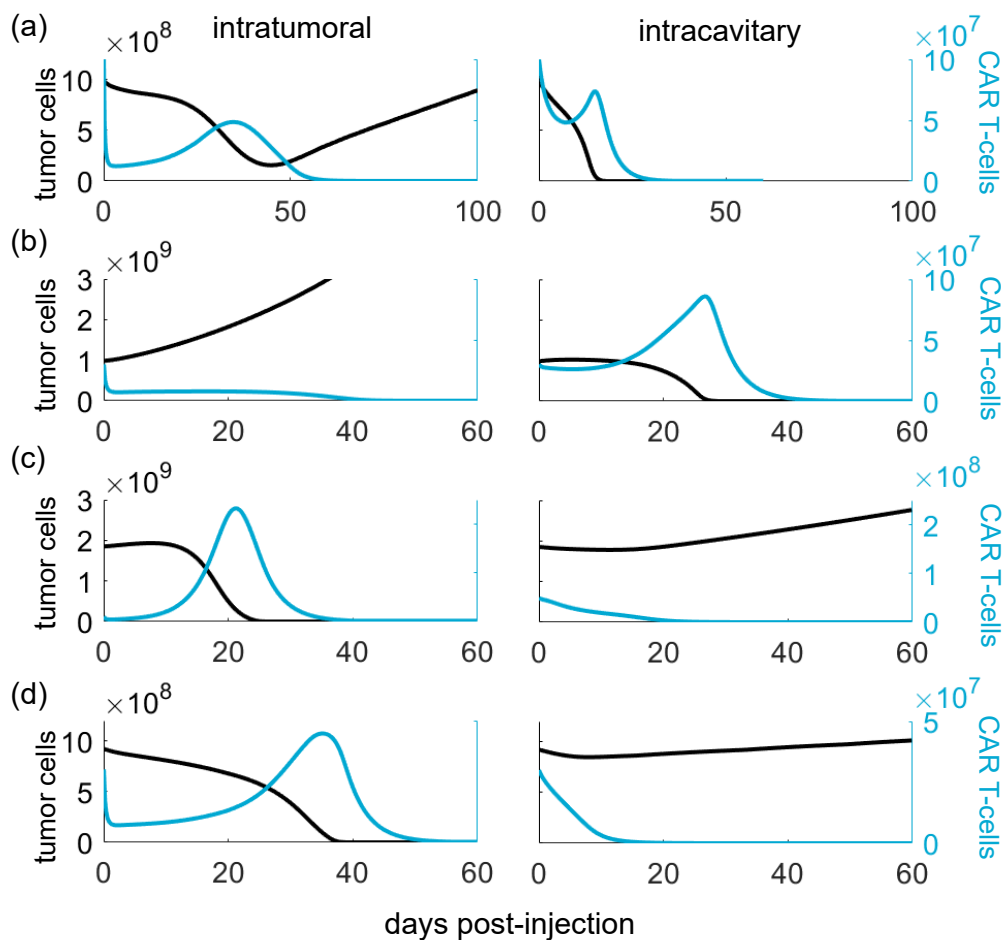 (a)
intratumoral
intracavitary
×10^8
×10^7
tumor cells
10
5
0
0 50 100
10
5
0
CAR T-cells
0 50 100
(b)
×10^9
×10^7
tumor cells
3
2
1
0
0 20 40 60
10
5
0
CAR T-cells
0 20 40 60
(c)
×10^9
×10^8
tumor cells
3
2
1
0
0 20 40 60
2
1
0
CAR T-cells
0 20 40 60
(d)
×10^8
×10^7
tumor cells
10
5
0
0 20 40 60
5
0
CAR T-cells
0 20 40 60
days post-injection